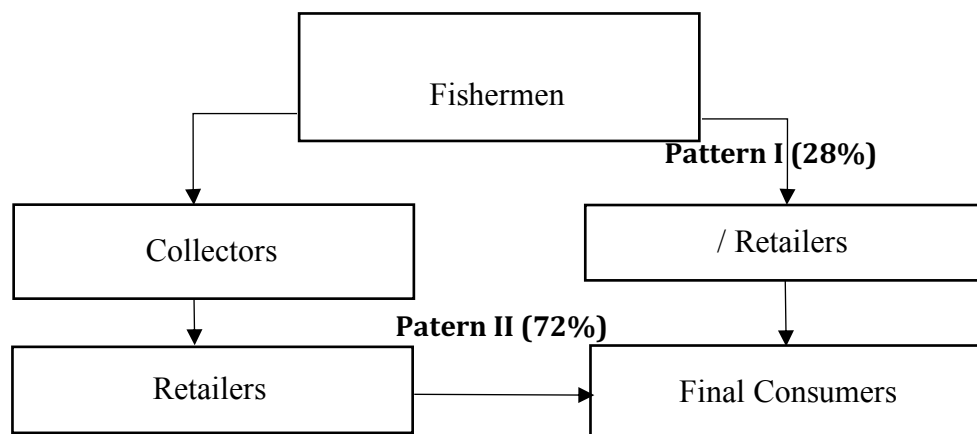 Fishermen
Pattern I (28%)
Collectors
/ Retailers
Patern II (72%)
Retailers
Final Consumers